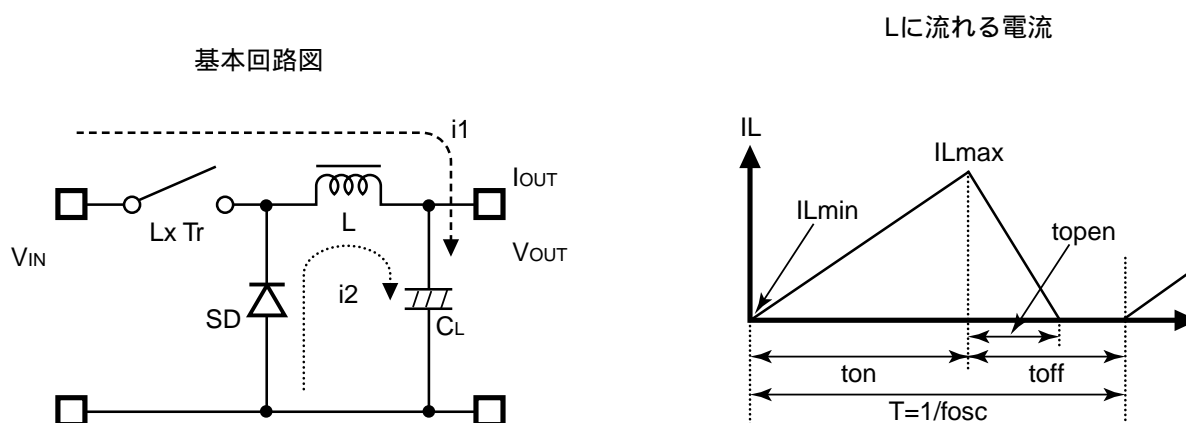 基本回路図
i1
IOUT
Lx Tr
L
VIN
VOUT
SD
i2
CL
Lに流れる電流
IL
ILmax
ILmin
topen
ton
toff
T=1/fosc